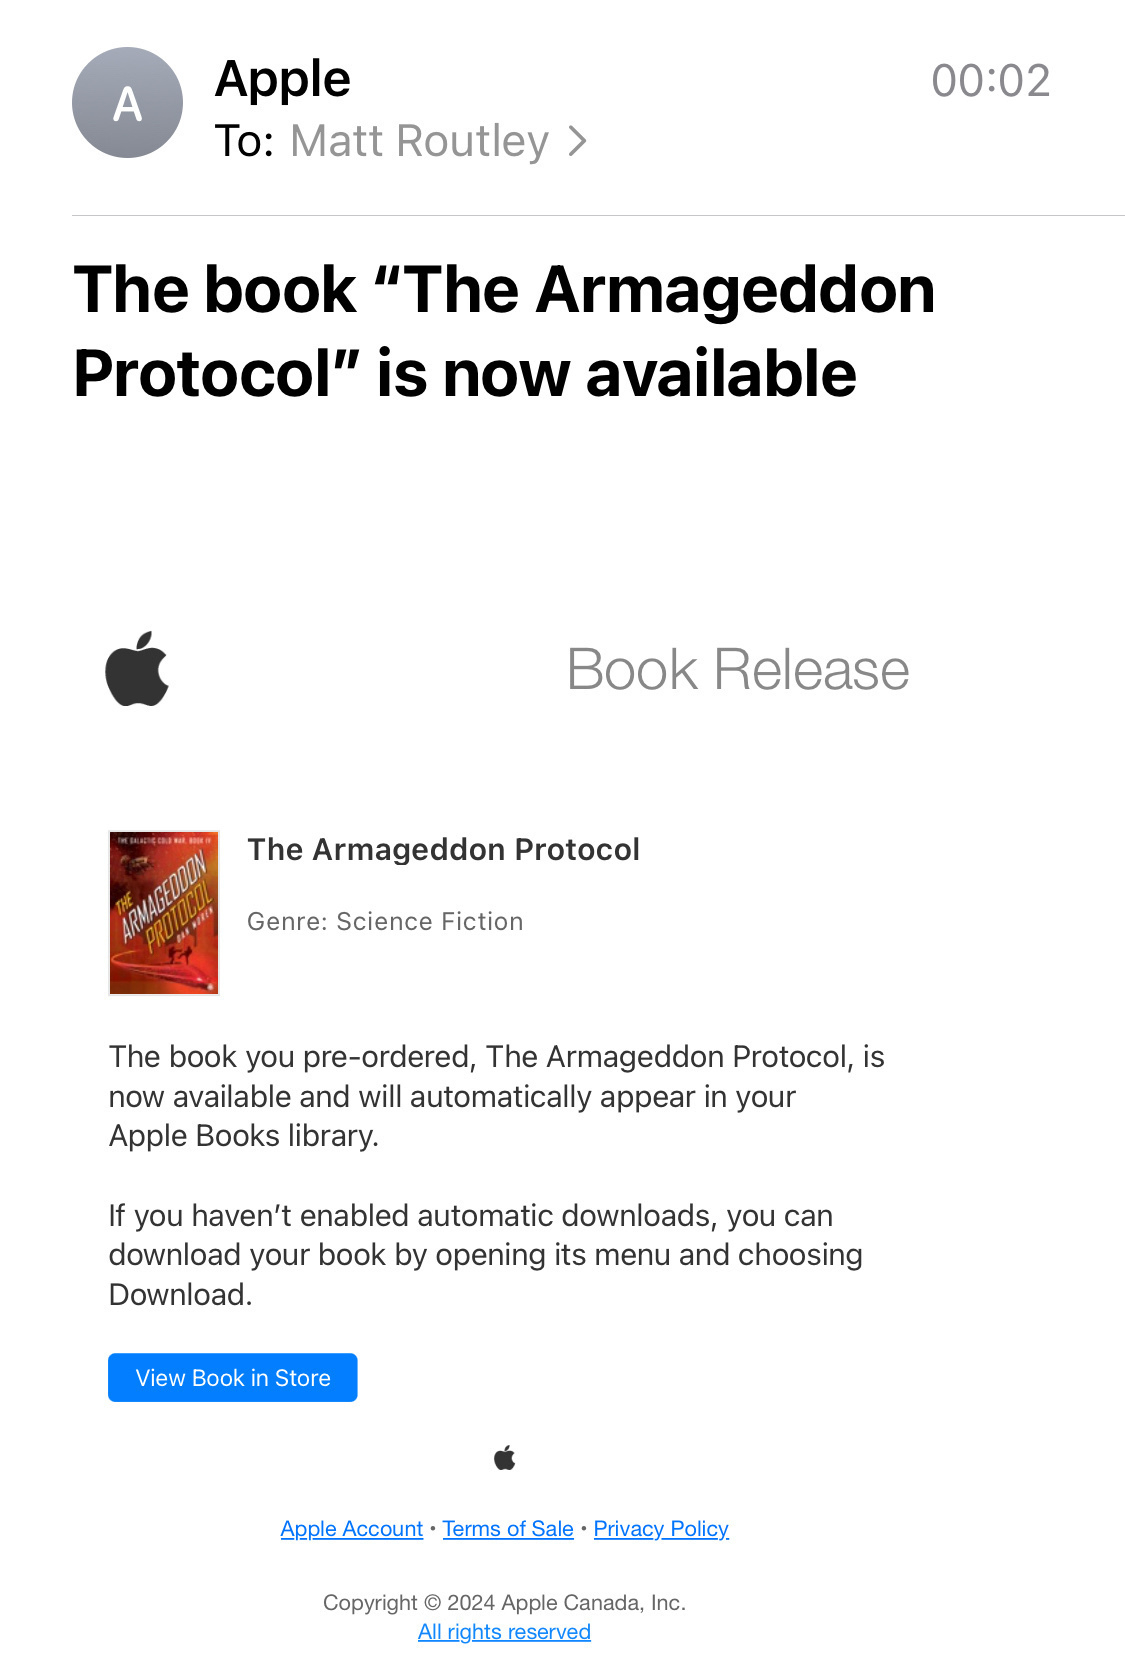 A
Apple
00:02
To: Matt Routley
The book “The Armageddon
Protocol” is now available
Book Release
THE GALACTIC COLD WAR, BOOK IV
THE
ARMAGEDDON
PROTOCOL
DAN MOREN
The Armageddon Protocol
Genre: Science Fiction
The book you pre-ordered, The Armageddon Protocol, is
now available and will automatically appear in your
Apple Books library.
If you haven’t enabled automatic downloads, you can
download your book by opening its menu and choosing
Download.
View Book in Store
Apple Account • Terms of Sale • Privacy Policy
Copyright © 2024 Apple Canada, Inc.
All rights reserved